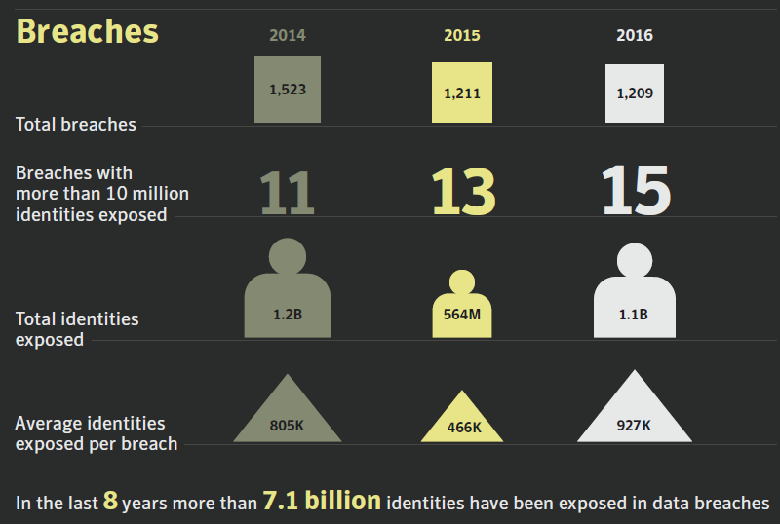 Breaches 2014 2015 2016
1,523 1,211 1,209
Total breaches
Breaches with
more than 10 million
identities exposed
11 13 15
Total identities
exposed
1.2B 564M 1.1B
Average identities
exposed per breach
805K 466K 927K
In the last 8 years more than 7.1 billion identities have been exposed in data breaches